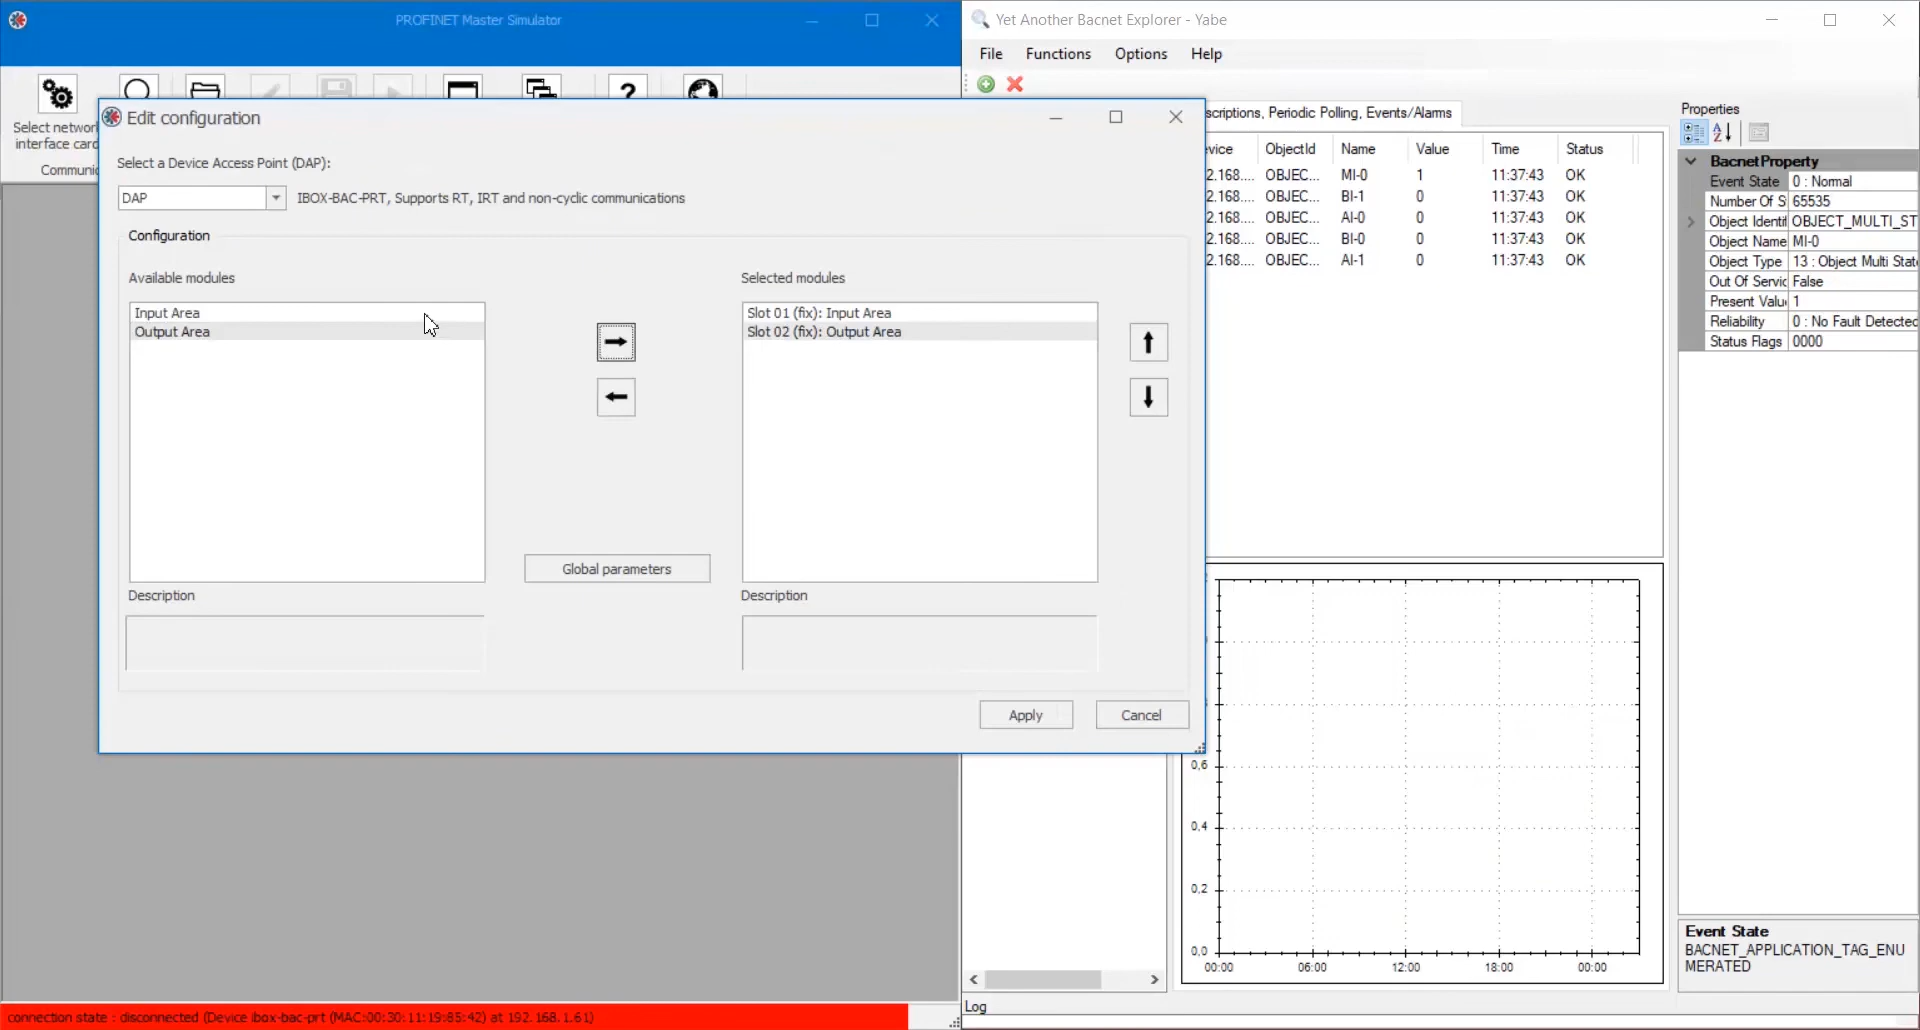 PROFINET Master Simulator
Select networ
interface card
Communic
?
Edit configuration
Select a Device Access Point (DAP):
DAP
IBOX-BAC-PRT, Supports RT, IRT and non-cyclic communications
Configuration
Available modules
Input Area
Output Area
Selected modules
Slot 01 (fix): Input Area
Slot 02 (fix): Output Area
Global parameters
Description
Description
Apply
Cancel
connection state : disconnected (Device ibox-bac-prt (MAC:00:30:11:19:85:42) at 192.168.1.61)
Yet Another Bacnet Explorer - Yabe
File Functions Options Help
scriptions, Periodic Polling, Events/Alarms
vice ObjectId Name Value Time Status
2.168.... OBJEC... MI-0 1 11:37:43 OK
2.168.... OBJEC... BI-1 0 11:37:43 OK
2.168.... OBJEC... AI-0 0 11:37:43 OK
2.168.... OBJEC... BI-0 0 11:37:43 OK
2.168.... OBJEC... AI-1 0 11:37:43 OK
0,6
0,4
0,2
0,0
00:00 06:00 12:00 18:00 00:00
Log
Properties
BacnetProperty
Event State 0 : Normal
Number Of S 65535
Object Identif OBJECT_MULTI_ST
Object Name MI-0
Object Type 13 : Object Multi State
Out Of Servic False
Present Valu 1
Reliability 0 : No Fault Detected
Status Flags 0000
Event State
BACNET_APPLICATION_TAG_ENU
MERATED